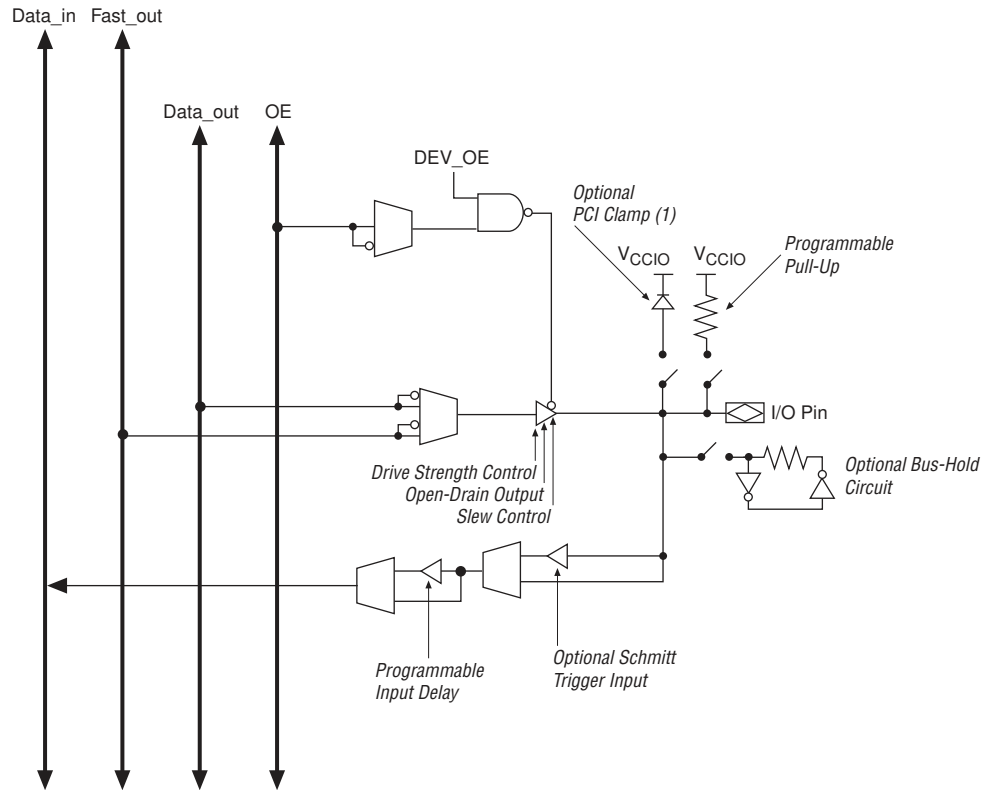 Data_in Fast_out
Data_out OE
DEV_OE
Optional
PCI Clamp (1)
VCCIO VCCIO
Programmable
Pull-Up
I/O Pin
Drive Strength Control
Open-Drain Output
Slew Control
Optional Bus-Hold
Circuit
Programmable
Input Delay
Optional Schmitt
Trigger Input